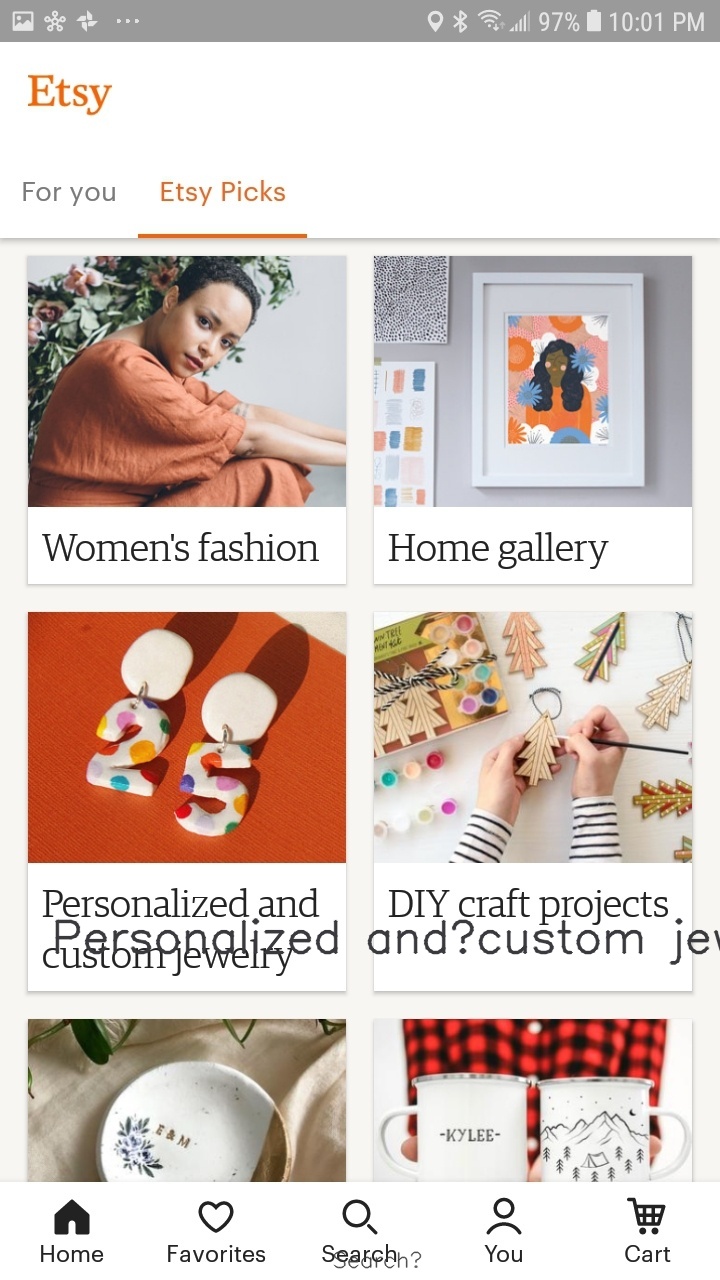 97% 10:01 PM
Etsy
For you Etsy Picks
Women's fashion
Home gallery
Personalized and
custom jewelry
DIY craft projects
Personalized and?custom jew
E & M
-KYLEE-
Home Favorites Search You Cart
Search?